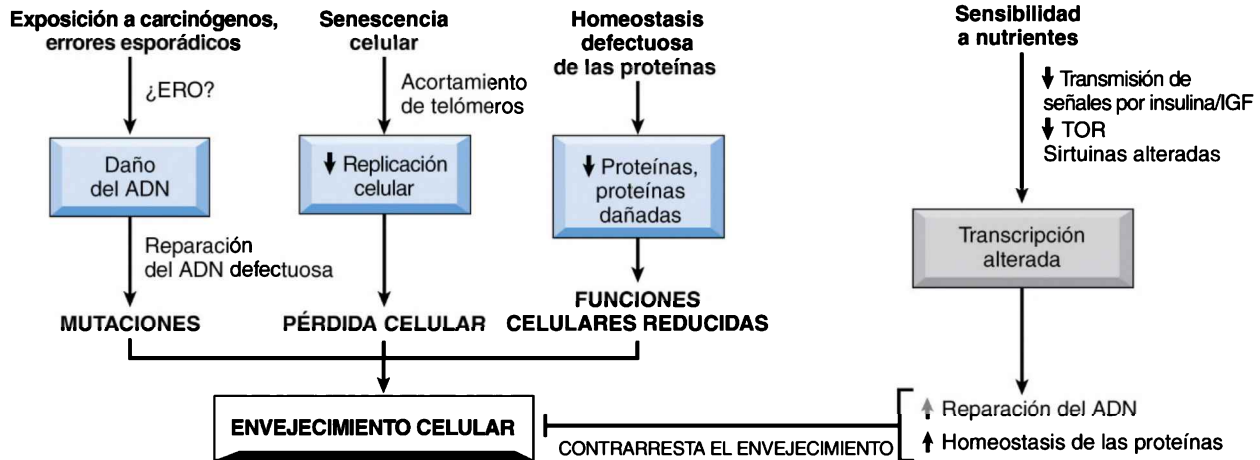 Exposición a carcinógenos,
errores esporádicos
¿ERO?
Daño
del ADN
Reparación
del ADN defectuosa
MUTACIONES
Senescencia
celular
Acortamiento
de telómeros
↓ Replicación
celular
PÉRDIDA CELULAR
Homeostasis
defectuosa
de las proteínas
↓ Proteínas,
proteínas
dañadas
FUNCIONES
CELULARES REDUCIDAS
ENVEJECIMIENTO CELULAR
Sensibilidad
a nutrientes
↓ Transmisión de
señales por insulina/IGF
↓ TOR
Sirtuinas alteradas
Transcripción
alterada
↑ Reparación del ADN
↑ Homeostasis de las proteínas
CONTRARRESTA EL ENVEJECIMIENTO